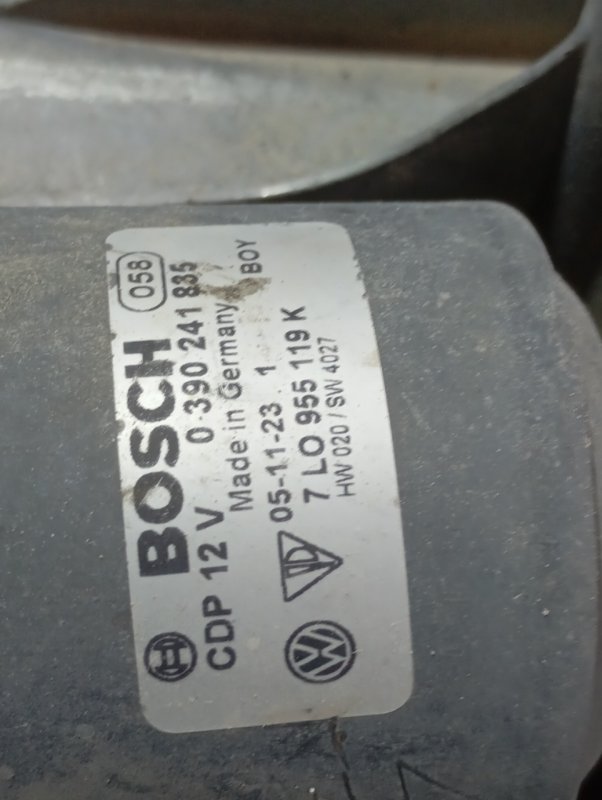 BOSCH
058
CDP 12 V 0 390 241 835
Made in Germany BOY
05-11-23 1
7 LO 955 119 K
HW 020 / SW 4027